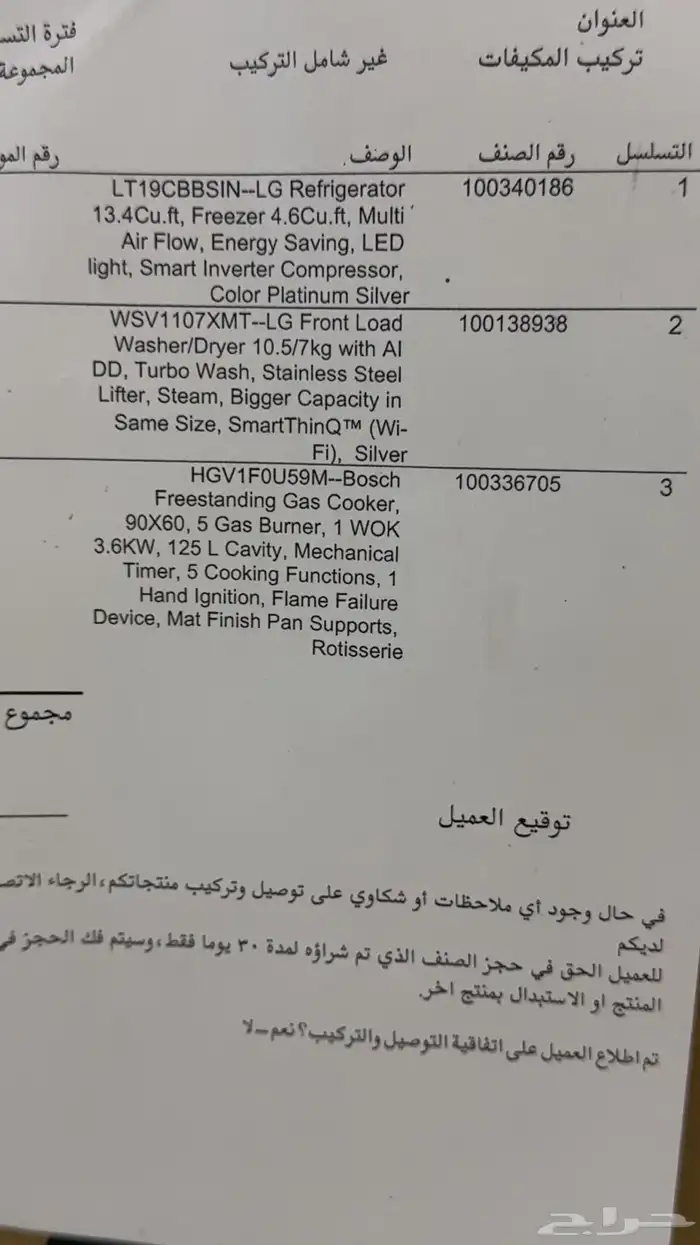 العنوان
تركيب المكيفات غير شامل التركيب فترة
المجموعة
التسلسل رقم الصنف الوصف رقم
1 100340186 LT19CBBSIN--LG Refrigerator
13.4Cu.ft, Freezer 4.6Cu.ft, Multi
Air Flow, Energy Saving, LED
light, Smart Inverter Compressor,
Color Platinum Silver
2 100138938 WSV1107XMT--LG Front Load
Washer/Dryer 10.5/7kg with AI
DD, Turbo Wash, Stainless Steel
Lifter, Steam, Bigger Capacity in
Same Size, SmartThinQ™ (Wi-
Fi), Silver
3 100336705 HGV1F0U59M--Bosch
Freestanding Gas Cooker,
90X60, 5 Gas Burner, 1 WOK
3.6KW, 125 L Cavity, Mechanical
Timer, 5 Cooking Functions, 1
Hand Ignition, Flame Failure
Device, Mat Finish Pan Supports,
Rotisserie
مجموع
توقيع العميل
في حال وجود أي ملاحظات أو شكاوي على توصيل وتركيب منتجاتكم، الرجاء
لديكم
للعميل الحق في حجز الصنف الذي تم شراؤه لمدة ٣٠ يوما فقط، وسيتم فك الحجز في
المنتج او الاستبدال بمنتج اخر.
تم اطلاع العميل على اتفاقية التوصيل والتركيب؟ نعم_لا
حراج